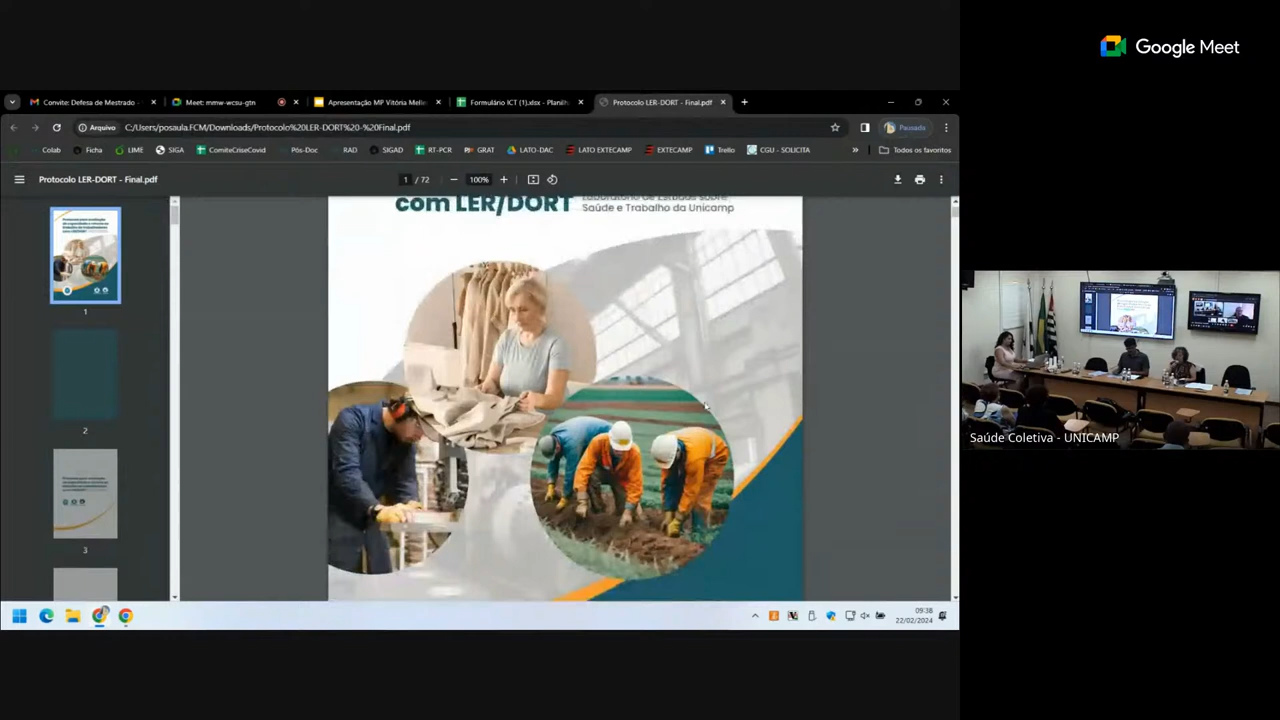 Google Meet
Convite: Defesa de Mestrado -
Meet: mmw-wcsu-gtn
Apresentação MP Vitória Melle
Formulário ICT (1).xlsx - Planilh
Protocolo LER-DORT - Final.pdf
Arquivo
C:/Users/posaula.FCM/Downloads/Protocolo%20LER-DORT%20-%20Final.pdf
Pausada
Colab
Ficha
LIME
SIGA
ComiteCriseCovid
Pós-Doc
RAD
SIGAD
RT-PCR
GRAT
LATO-DAC
LATO EXTECAMP
EXTECAMP
Trello
CGU - SOLICITA
»
Todos os favoritos
Protocolo LER-DORT - Final.pdf
1 / 72
100%
com LER/DORT
Laboratório de Estudos sobre
Saúde e Trabalho da Unicamp
1
2
3
Saúde Coletiva - UNICAMP
09:38
22/02/2024